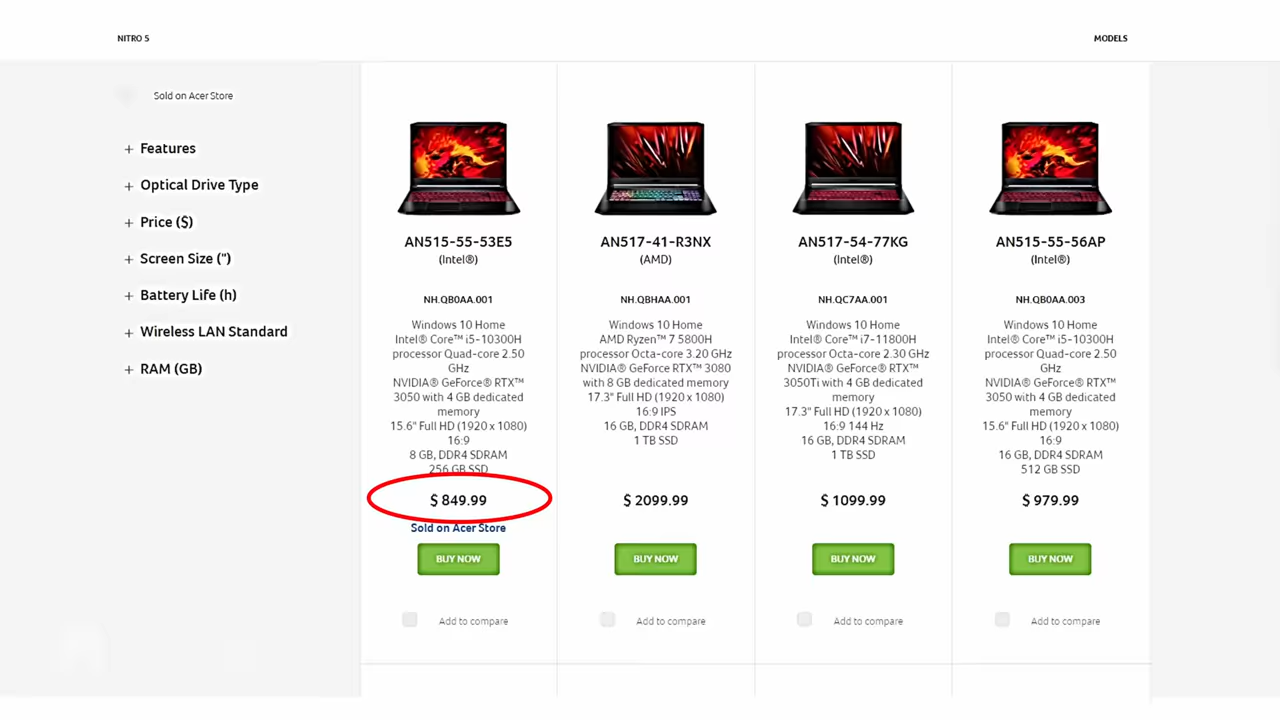 NITRO 5
MODELS
Sold on Acer Store
+ Features
+ Optical Drive Type
+ Price ($)
+ Screen Size (")
+ Battery Life (h)
+ Wireless LAN Standard
+ RAM (GB)
AN515-55-53E5
(Intel®)
NH.QB0AA.001
Windows 10 Home
Intel® Core™ i5-10300H
processor Quad-core 2.50
GHz
NVIDIA® GeForce® RTX™
3050 with 4 GB dedicated
memory
15.6" Full HD (1920 x 1080)
16:9
8 GB, DDR4 SDRAM
256 GB SSD
$ 849.99
Sold on Acer Store
BUY NOW
Add to compare
AN517-41-R3NX
(AMD)
NH.QBHAA.001
Windows 10 Home
AMD Ryzen™ 7 5800H
processor Octa-core 3.20 GHz
NVIDIA® GeForce RTX™ 3080
with 8 GB dedicated memory
17.3" Full HD (1920 x 1080)
16:9 IPS
16 GB, DDR4 SDRAM
1 TB SSD
$ 2099.99
BUY NOW
Add to compare
AN517-54-77KG
(Intel®)
NH.QC7AA.001
Windows 10 Home
Intel® Core™ i7-11800H
processor Octa-core 2.30 GHz
NVIDIA® GeForce® RTX™
3050Ti with 4 GB dedicated
memory
17.3" Full HD (1920 x 1080)
16:9 144 Hz
16 GB, DDR4 SDRAM
1 TB SSD
$ 1099.99
BUY NOW
Add to compare
AN515-55-56AP
(Intel®)
NH.QB0AA.003
Windows 10 Home
Intel® Core™ i5-10300H
processor Quad-core 2.50
GHz
NVIDIA® GeForce® RTX™
3050 with 4 GB dedicated
memory
15.6" Full HD (1920 x 1080)
16:9
16 GB, DDR4 SDRAM
512 GB SSD
$ 979.99
BUY NOW
Add to compare